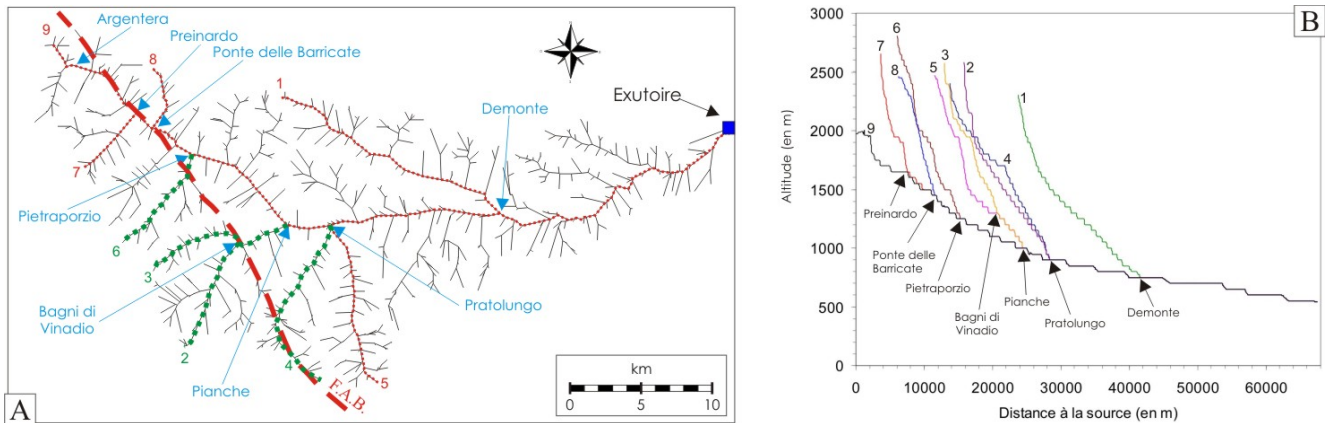 A
Argentera
Preinardo
Ponte delle Barricate
Exutoire
Demonte
Pietraporzio
Bagni di
Vinadio
Pianche
Pratolungo
F.A.B.
9
8
1
7
6
3
2
4
5
km
0
5
10
B
Altitude (en m)
3000
2500
2000
1500
1000
500
0
6
7
8
5
3
2
1
4
9
Preinardo
Ponte delle
Barricate
Pietraporzio
Bagni di
Vinadio
Pianche
Pratolungo
Demonte
0
10000
20000
30000
40000
50000
60000
Distance à la source (en m)